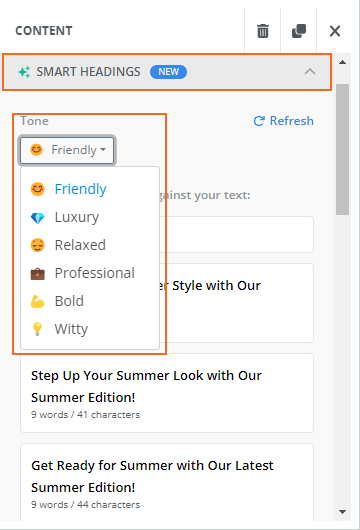 CONTENT
SMART HEADINGS NEW
Tone
Refresh
Friendly
Friendly
gainst your text:
Luxury
Relaxed
Professional
er Style with Our
Bold
Witty
Step Up Your Summer Look with Our
Summer Edition!
9 words / 41 characters
Get Ready for Summer with Our Latest
Summer Edition!
9 words / 44 characters